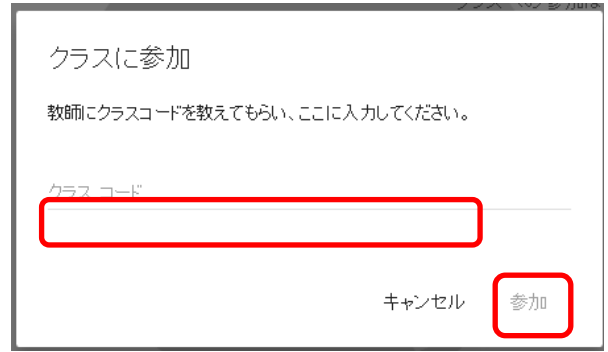 クラスに参加
教師にクラスコードを教えてもらい、ここに入力してください。
クラス コード
キャンセル 参加